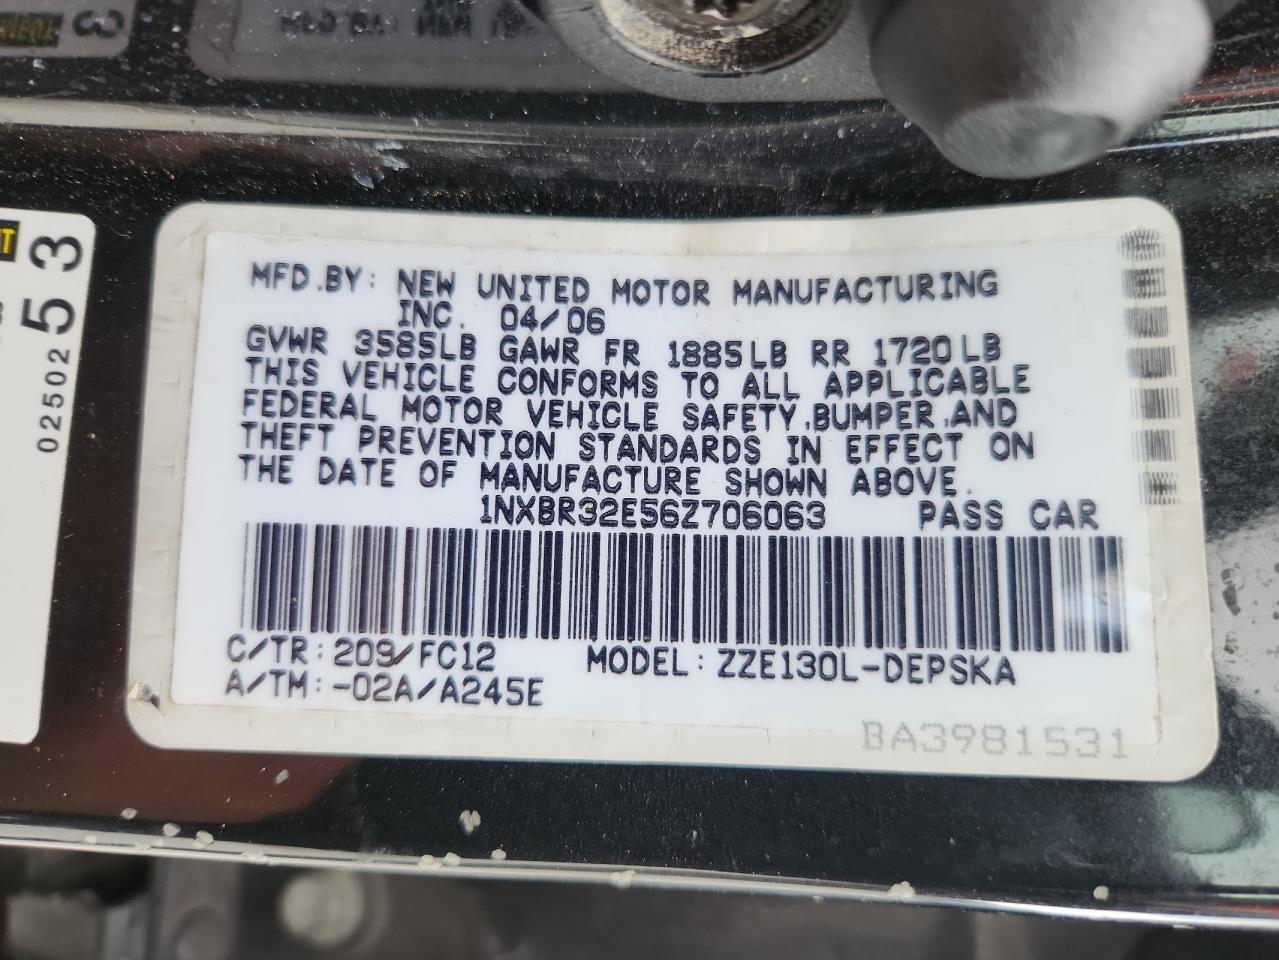 MFD.BY: NEW UNITED MOTOR MANUFACTURING
INC. 04/06
GVWR 3585LB GAWR FR 1885LB RR 1720LB
THIS VEHICLE CONFORMS TO ALL APPLICABLE
FEDERAL MOTOR VEHICLE SAFETY,BUMPER,AND
THEFT PREVENTION STANDARDS IN EFFECT ON
THE DATE OF MANUFACTURE SHOWN ABOVE.
1NXBR32E56Z706063 PASS CAR
C/TR: 209/FC12 MODEL: ZZE130L-DEPSKA
A/TM:-02A/A245E
BA3981531
53
02502